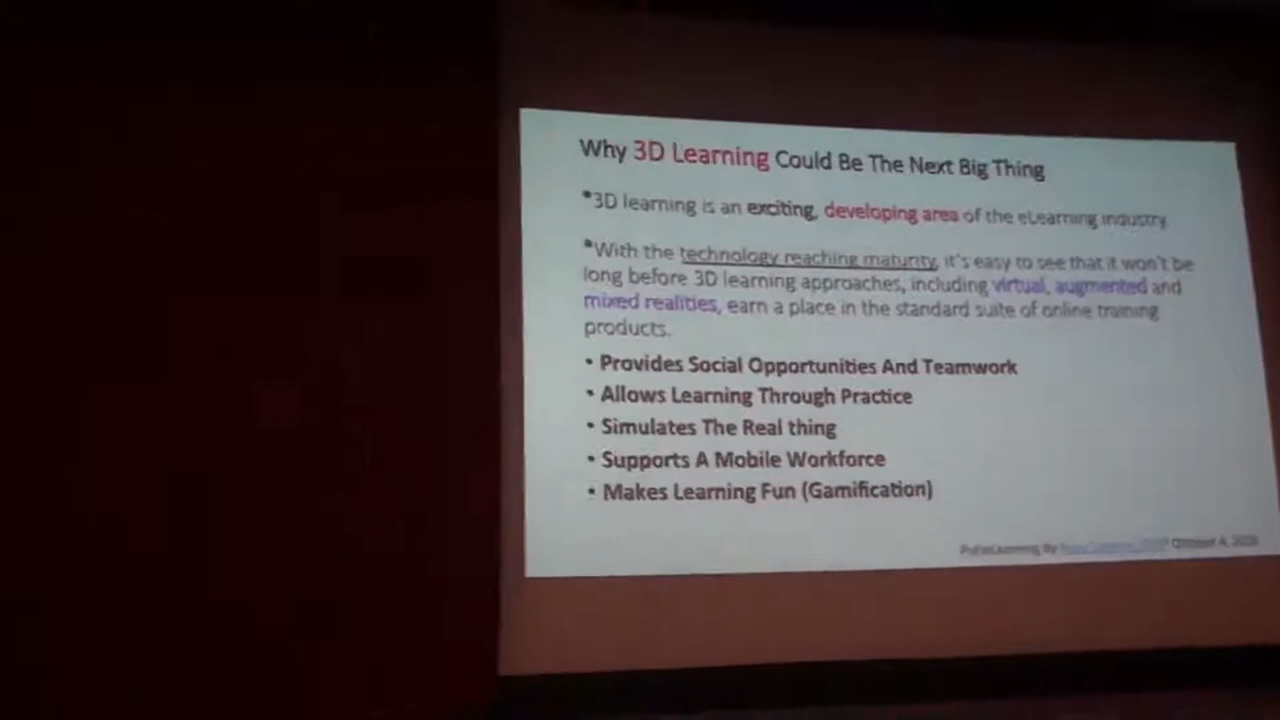 Why 3D Learning Could Be The Next Big Thing
*3D learning is an exciting, developing area of the eLearning industry.
*With the technology reaching maturity, it's easy to see that it won't be
long before 3D learning approaches, including virtual, augmented and
mixed realities, earn a place in the standard suite of online training
products.
• Provides Social Opportunities And Teamwork
• Allows Learning Through Practice
• Simulates The Real thing
• Supports A Mobile Workforce
• Makes Learning Fun (Gamification)
PulseLearning By